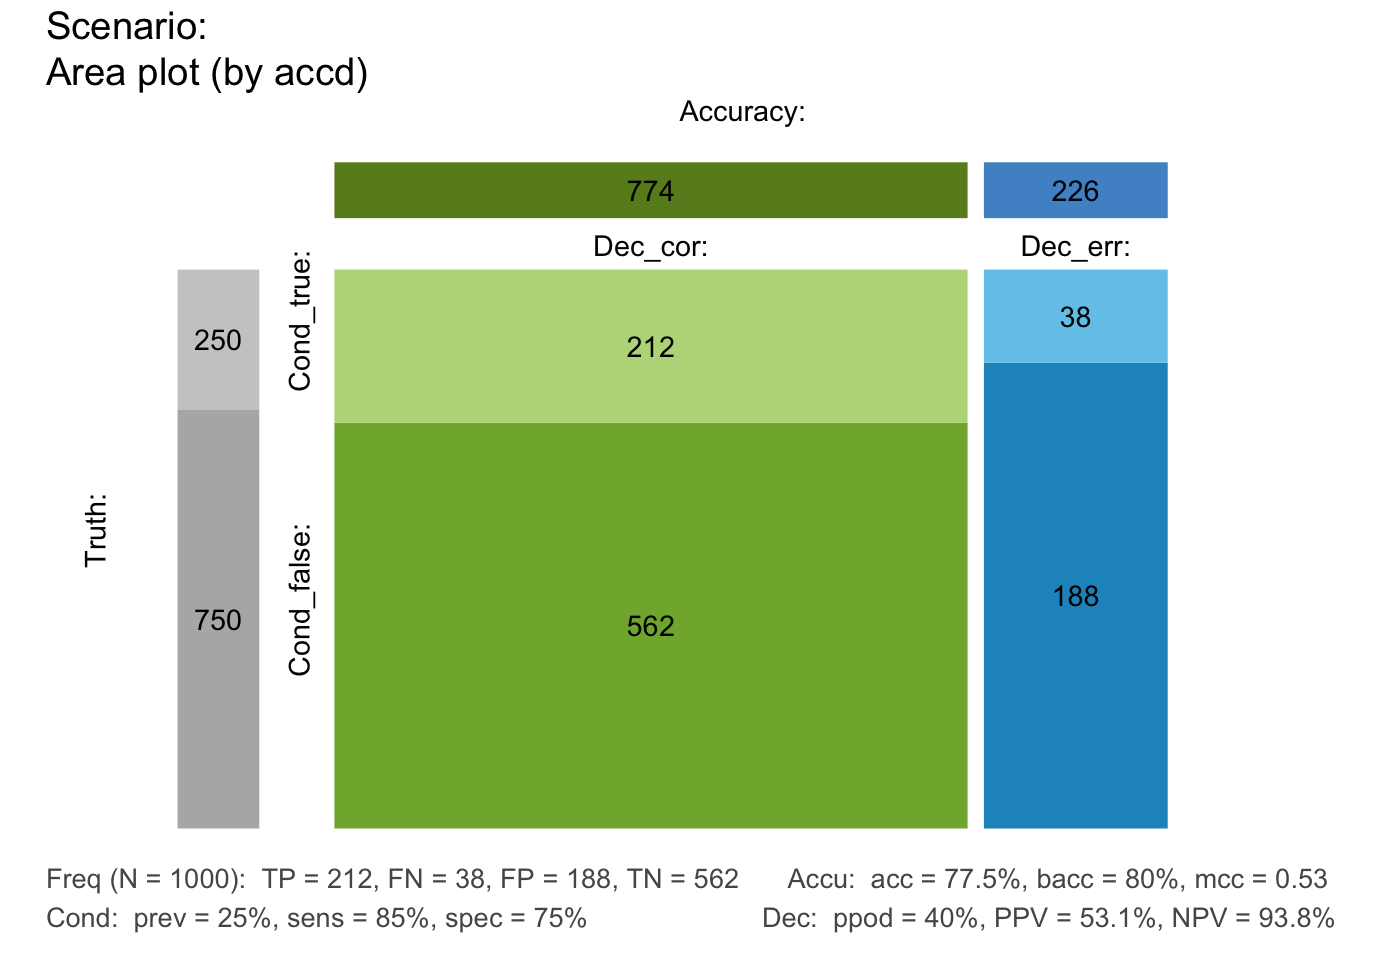 Scenario:
Area plot (by accd)
Accuracy:
774
226
Dec_cor:
Dec_err:
Truth:
250
750
Cond_true:
Cond_false:
212
38
562
188
Freq (N = 1000):  TP = 212, FN = 38, FP = 188, TN = 562
Accu:  acc = 77.5%, bacc = 80%, mcc = 0.53
Cond:  prev = 25%, sens = 85%, spec = 75%
Dec:  ppod = 40%, PPV = 53.1%, NPV = 93.8%